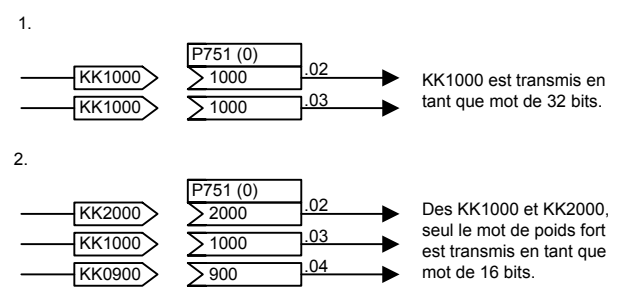 1.
P751 (0)
KK1000 1000 .02
KK1000 1000 .03
KK1000 est transmis en
tant que mot de 32 bits.
2.
P751 (0)
KK2000 2000 .02
KK1000 1000 .03
KK0900 900 .04
Des KK1000 et KK2000,
seul le mot de poids fort
est transmis en tant que
mot de 16 bits.